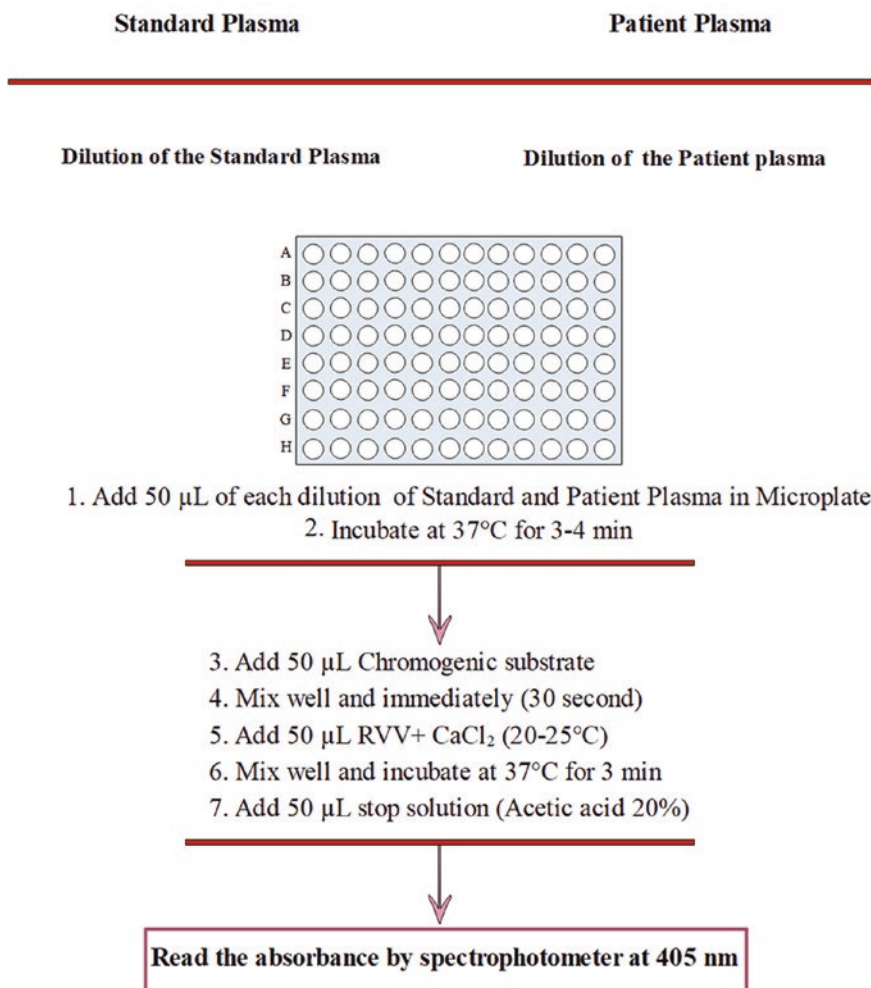 Standard Plasma
Patient Plasma
Dilution of the Standard Plasma
Dilution of the Patient plasma
A
B
C
D
E
F
G
H
1. Add 50 µL of each dilution of Standard and Patient Plasma in Microplate
2. Incubate at 37°C for 3-4 min
3. Add 50 µL Chromogenic substrate
4. Mix well and immediately (30 second)
5. Add 50 µL RVV+ CaCl₂ (20-25°C)
6. Mix well and incubate at 37°C for 3 min
7. Add 50 µL stop solution (Acetic acid 20%)
Read the absorbance by spectrophotometer at 405 nm